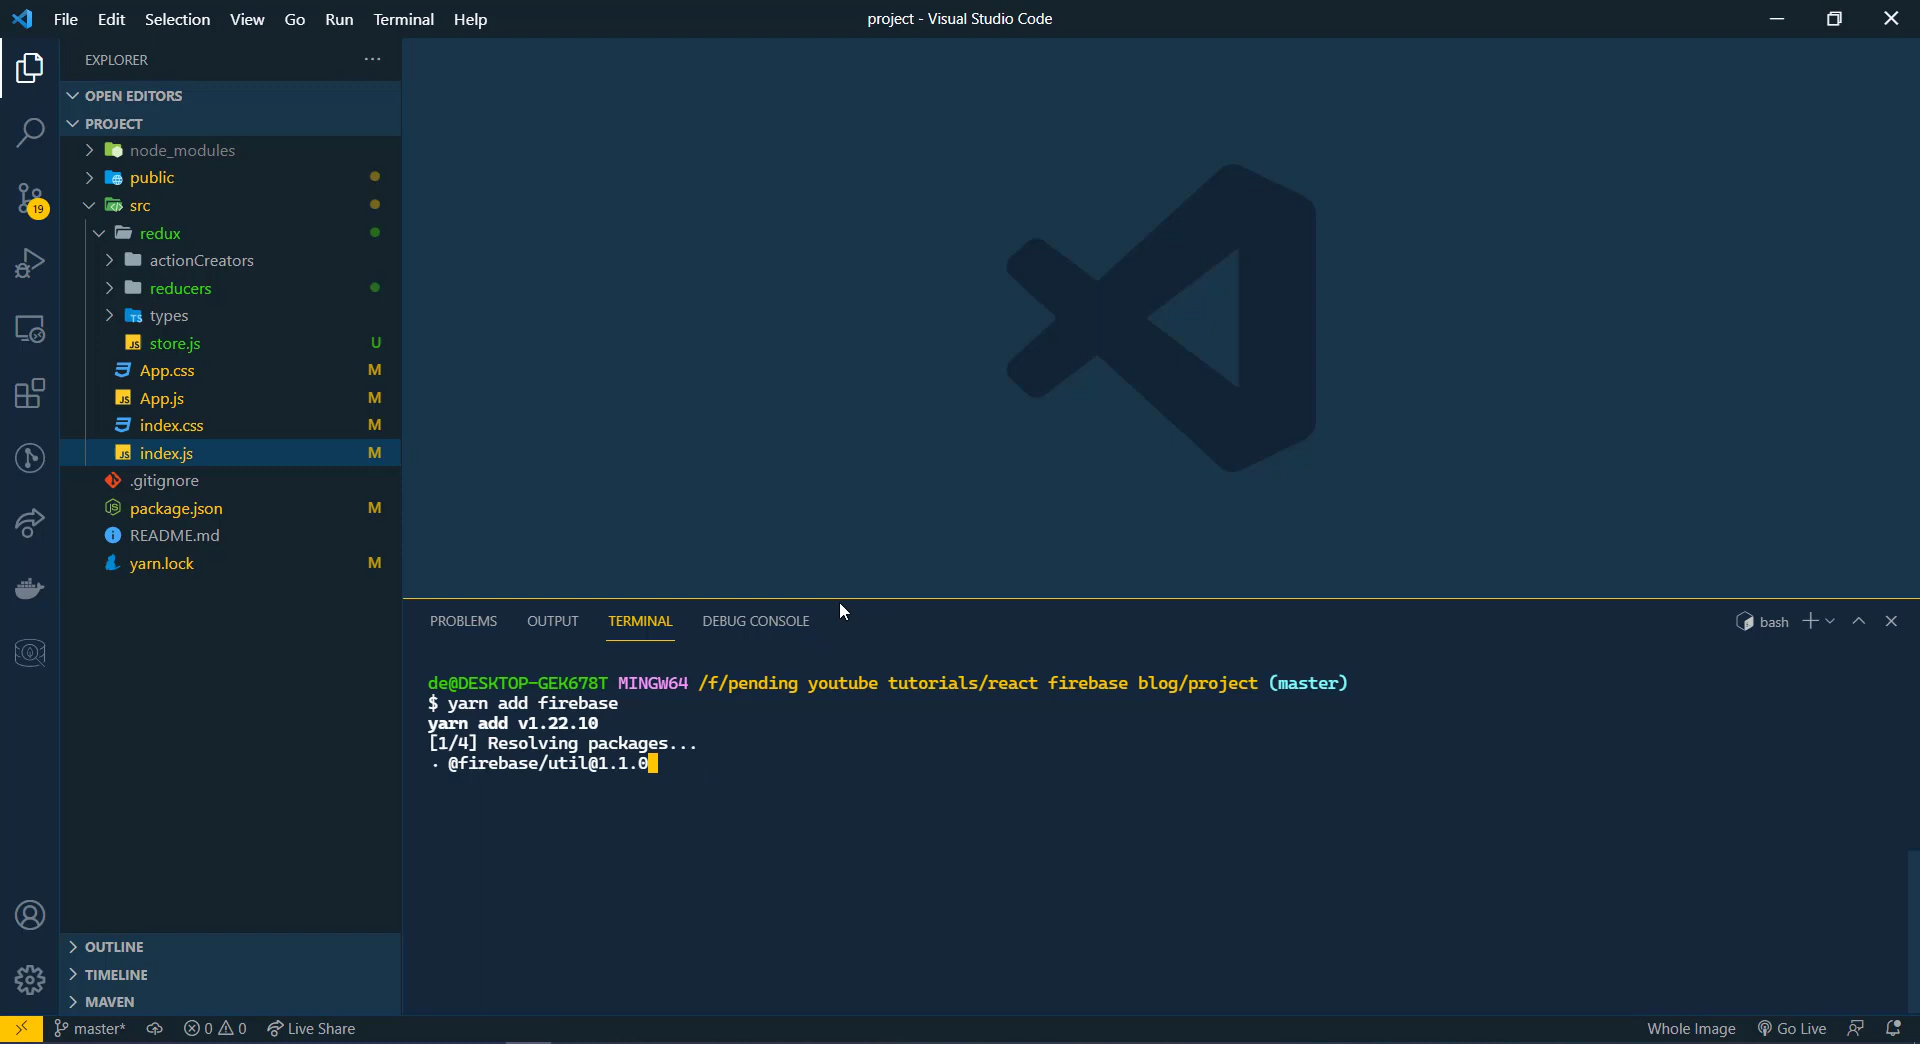 File Edit Selection View Go Run Terminal Help
project - Visual Studio Code
EXPLORER
OPEN EDITORS
PROJECT
node_modules
public
src
redux
actionCreators
reducers
types
store.js U
App.css M
App.js M
index.css M
index.js M
.gitignore
package.json M
README.md
yarn.lock M
OUTLINE
TIMELINE
MAVEN
19
PROBLEMS OUTPUT TERMINAL DEBUG CONSOLE
bash
de@DESKTOP-GEK678T MINGW64 /f/pending youtube tutorials/react firebase blog/project (master)
$ yarn add firebase
yarn add v1.22.10
[1/4] Resolving packages...
⠄ @firebase/util@1.1.0
master* 0 0 Live Share
Whole Image Go Live